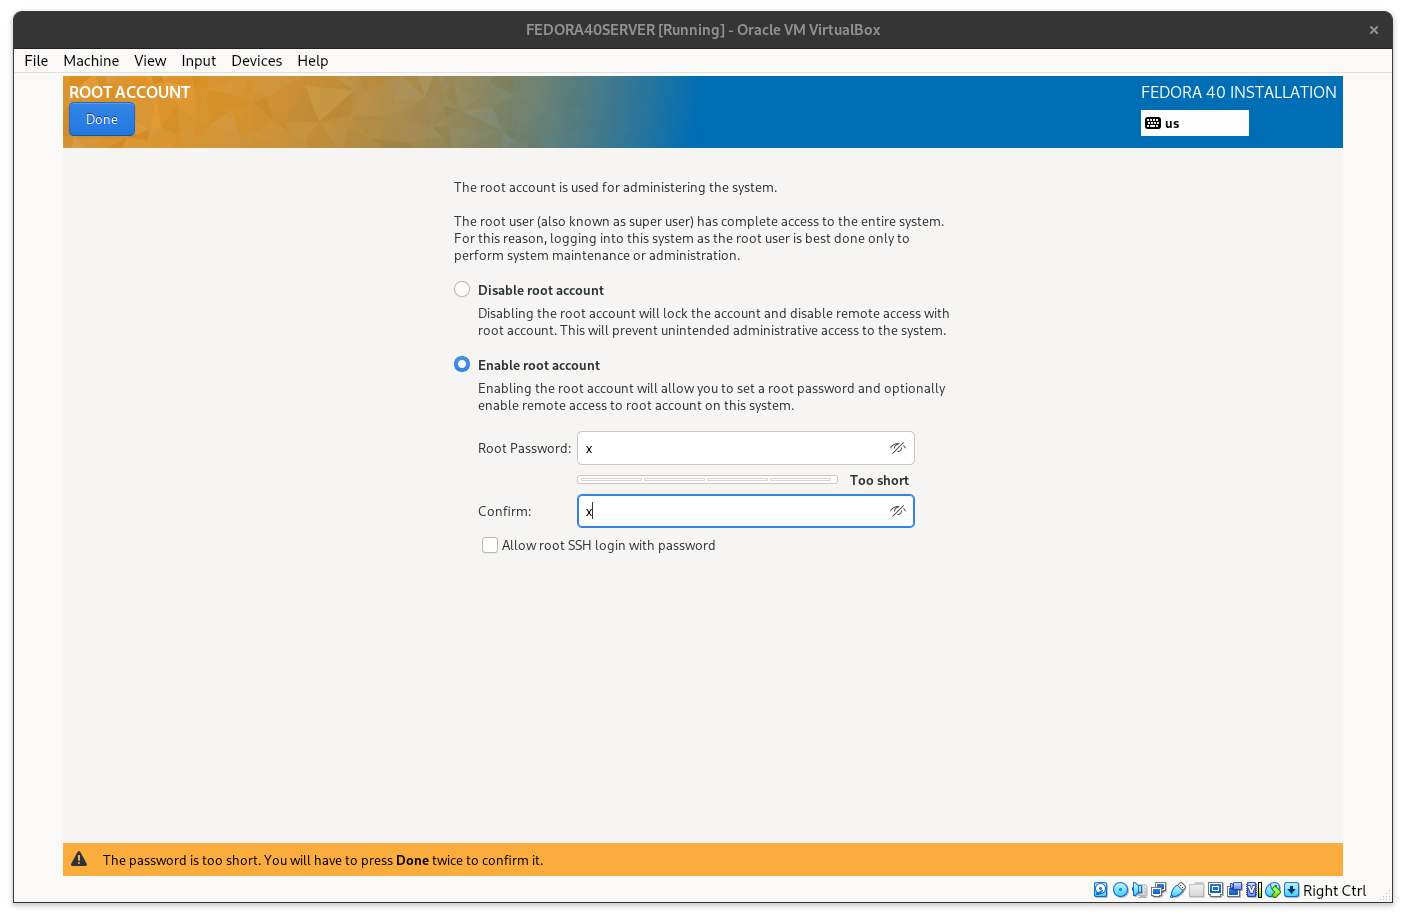 FEDORA40SERVER [Running] - Oracle VM VirtualBox
File Machine View Input Devices Help
ROOT ACCOUNT
Done
FEDORA 40 INSTALLATION
us
The root account is used for administering the system.
The root user (also known as super user) has complete access to the entire system.
For this reason, logging into this system as the root user is best done only to
perform system maintenance or administration.
Disable root account
Disabling the root account will lock the account and disable remote access with
root account. This will prevent unintended administrative access to the system.
Enable root account
Enabling the root account will allow you to set a root password and optionally
enable remote access to root account on this system.
Root Password: x
Too short
Confirm: x
Allow root SSH login with password
The password is too short. You will have to press Done twice to confirm it.
Right Ctrl